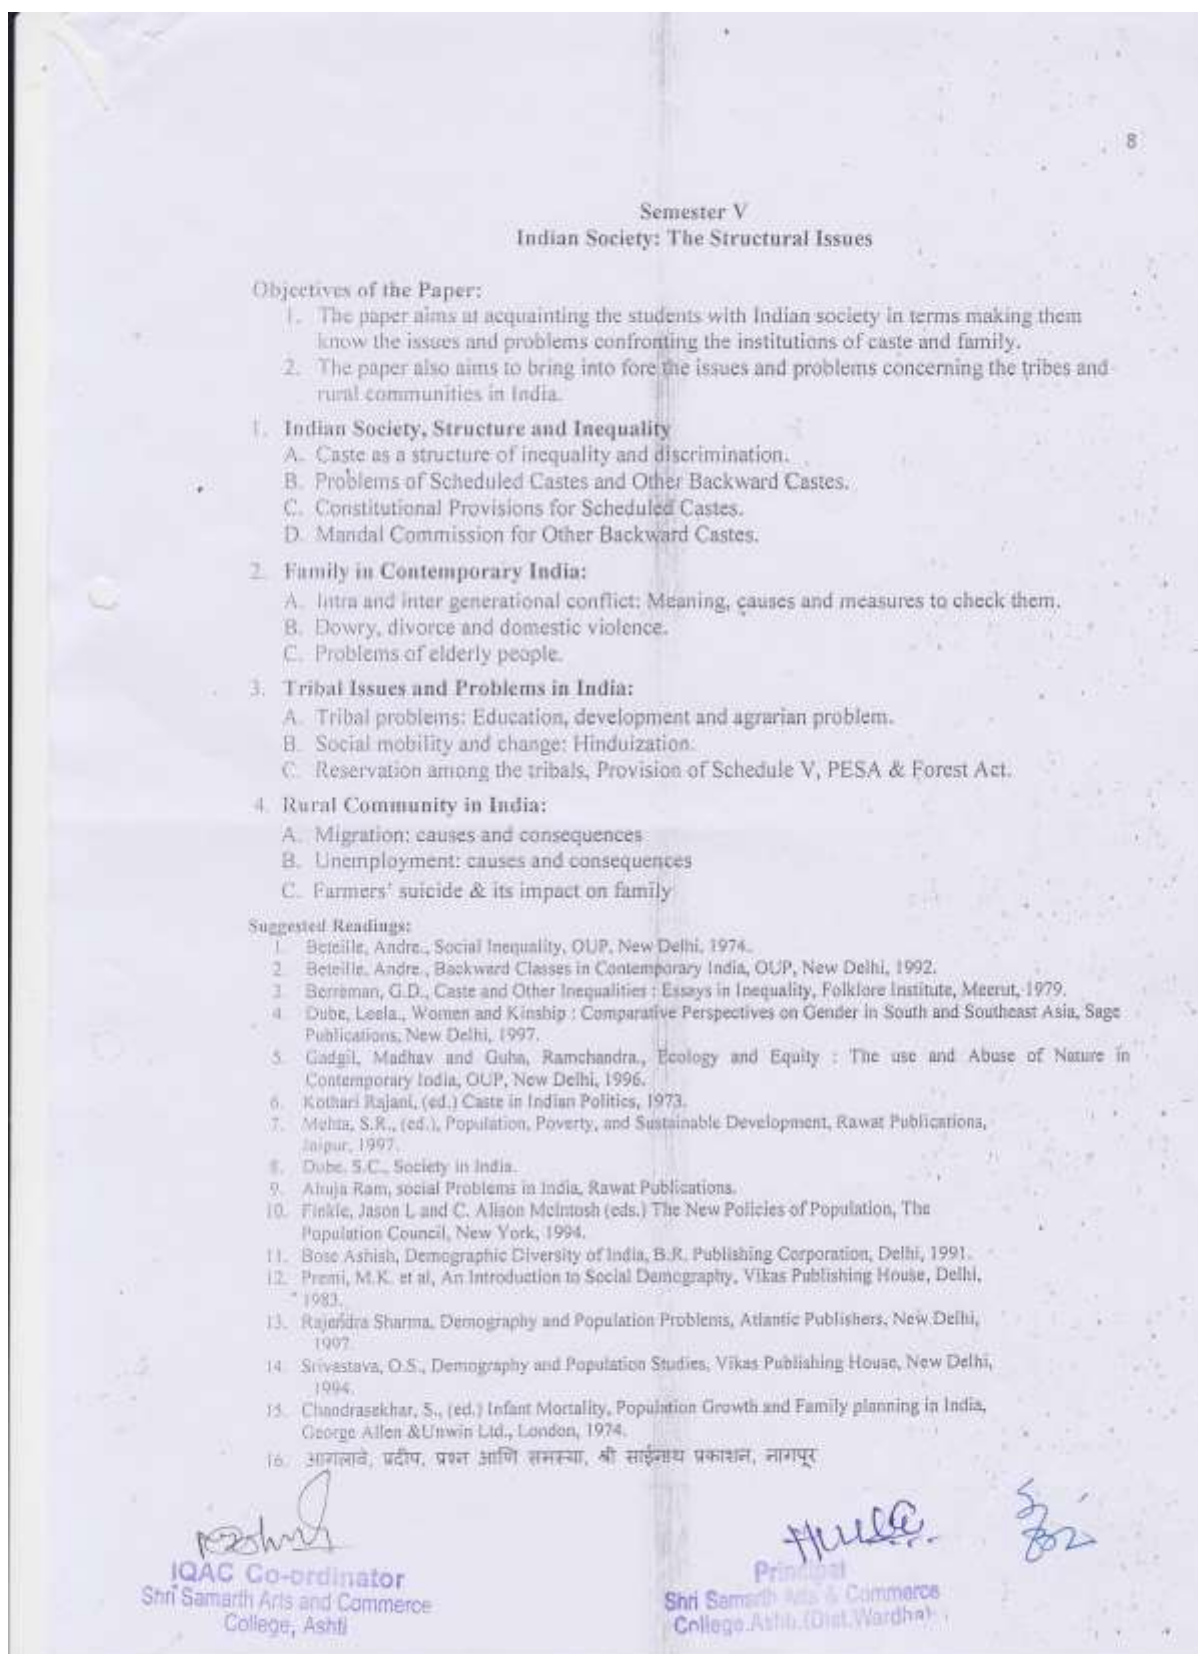 8
Semester V
Indian Society: The Structural Issues
Objectives of the Paper:
1. The paper aims at acquainting the students with Indian society in terms making them
know the issues and problems confronting the institutions of caste and family.
2. The paper also aims to bring into fore the issues and problems concerning the tribes and
rural communities in India.
1. Indian Society, Structure and Inequality
A. Caste as a structure of inequality and discrimination.
B. Problems of Scheduled Castes and Other Backward Castes.
C. Constitutional Provisions for Scheduled Castes.
D. Mandal Commission for Other Backward Castes.
2. Family in Contemporary India:
A. Intra and inter generational conflict: Meaning, causes and measures to check them.
B. Dowry, divorce and domestic violence.
C. Problems of elderly people.
3. Tribal Issues and Problems in India:
A. Tribal problems: Education, development and agrarian problem.
B. Social mobility and change: Hinduization.
C. Reservation among the tribals, Provision of Schedule V, PESA & Forest Act.
4. Rural Community in India:
A. Migration: causes and consequences
B. Unemployment: causes and consequences
C. Farmers' suicide & its impact on family
Suggested Readings:
1. Beteille, Andre., Social Inequality, OUP, New Delhi, 1974.
2. Beteille, Andre., Backward Classes in Contemporary India, OUP, New Delhi, 1992.
3. Berreman, G.D., Caste and Other Inequalities : Essays in Inequality, Folklore Institute, Meerut, 1979.
4. Dube, Leela., Women and Kinship : Comparative Perspectives on Gender in South and Southeast Asia, Sage
Publications, New Delhi, 1997.
5. Gadgil, Madhav and Guha, Ramchandra., Ecology and Equity : The use and Abuse of Nature in
Contemporary India, OUP, New Delhi, 1996.
6. Kothari Rajani, (ed.) Caste in Indian Politics, 1973.
7. Mehta, S.R., (ed.), Population, Poverty, and Sustainable Development, Rawat Publications,
Jaipur, 1997.
8. Dube, S.C., Society in India.
9. Ahuja Ram, social Problems in India, Rawat Publications.
10. Finkle, Jason L and C. Alison McIntosh (eds.) The New Policies of Population, The
Population Council, New York, 1994.
11. Bose Ashish, Demographic Diversity of India, B.R. Publishing Corporation, Delhi, 1991.
12. Premi, M.K. et al, An Introduction to Social Demography, Vikas Publishing House, Delhi,
1983.
13. Rajendra Sharma, Demography and Population Problems, Atlantic Publishers, New Delhi,
1997.
14. Srivastava, O.S., Demography and Population Studies, Vikas Publishing House, New Delhi,
1994.
15. Chandrasekhar, S., (ed.) Infant Mortality, Population Growth and Family planning in India,
George Allen &Unwin Ltd., London, 1974.
16. आगलावे, प्रदीप, प्रश्न आणि समस्या, श्री साईनाथ प्रकाशन, नागपूर
IQAC Co-ordinator
Shri Samarth Arts and Commerce
College, Ashti
Principal
Shri Samarth Arts & Commerce
College.Ashti.(Dist.Wardha)